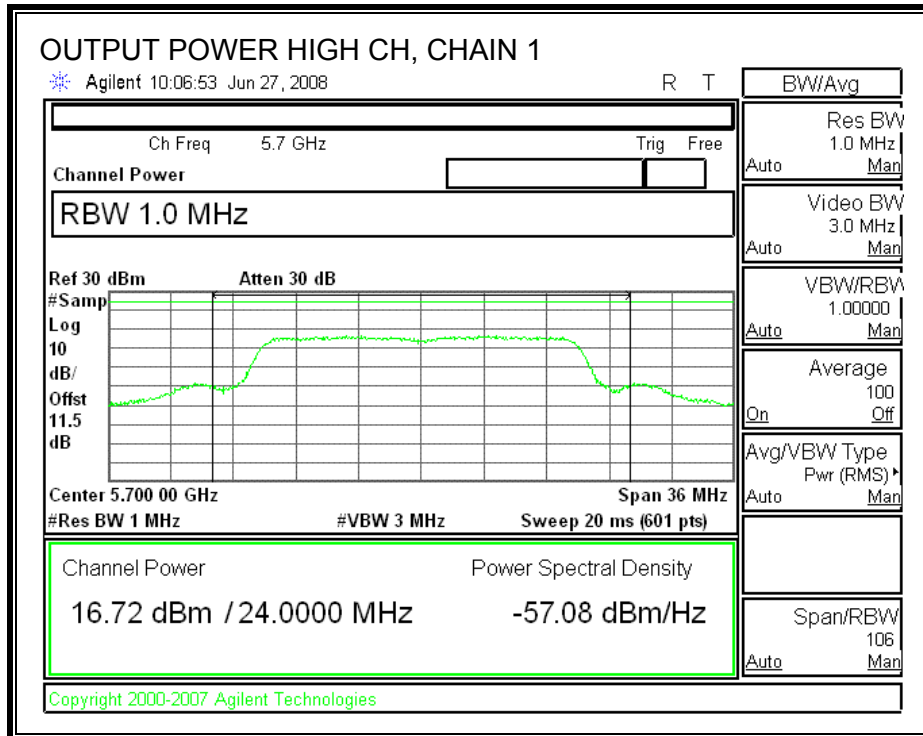 OUTPUT POWER HIGH CH, CHAIN 1
Agilent 10:06:53 Jun 27, 2008 R T
Ch Freq 5.7 GHz Trig Free
Channel Power
RBW 1.0 MHz
Ref 30 dBm Atten 30 dB
#Samp
Log
10
dB/
Offst
11.5
dB
Center 5.700 00 GHz Span 36 MHz
#Res BW 1 MHz #VBW 3 MHz Sweep 20 ms (601 pts)
Channel Power Power Spectral Density
16.72 dBm / 24.0000 MHz -57.08 dBm/Hz
Copyright 2000-2007 Agilent Technologies
BW/Avg
Res BW
1.0 MHz
Auto Man
Video BW
3.0 MHz
Auto Man
VBW/RBW
1.00000
Auto Man
Average
100
On Off
Avg/VBW Type
Pwr (RMS)
Auto Man
Span/RBW
106
Auto Man